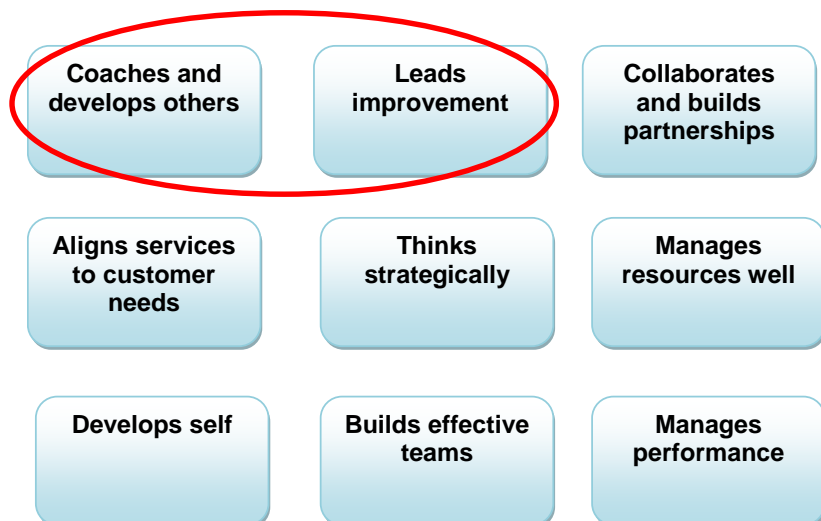 Coaches and
develops others
Leads
improvement
Collaborates
and builds
partnerships
Aligns services
to customer
needs
Thinks
strategically
Manages
resources well
Develops self
Builds effective
teams
Manages
performance